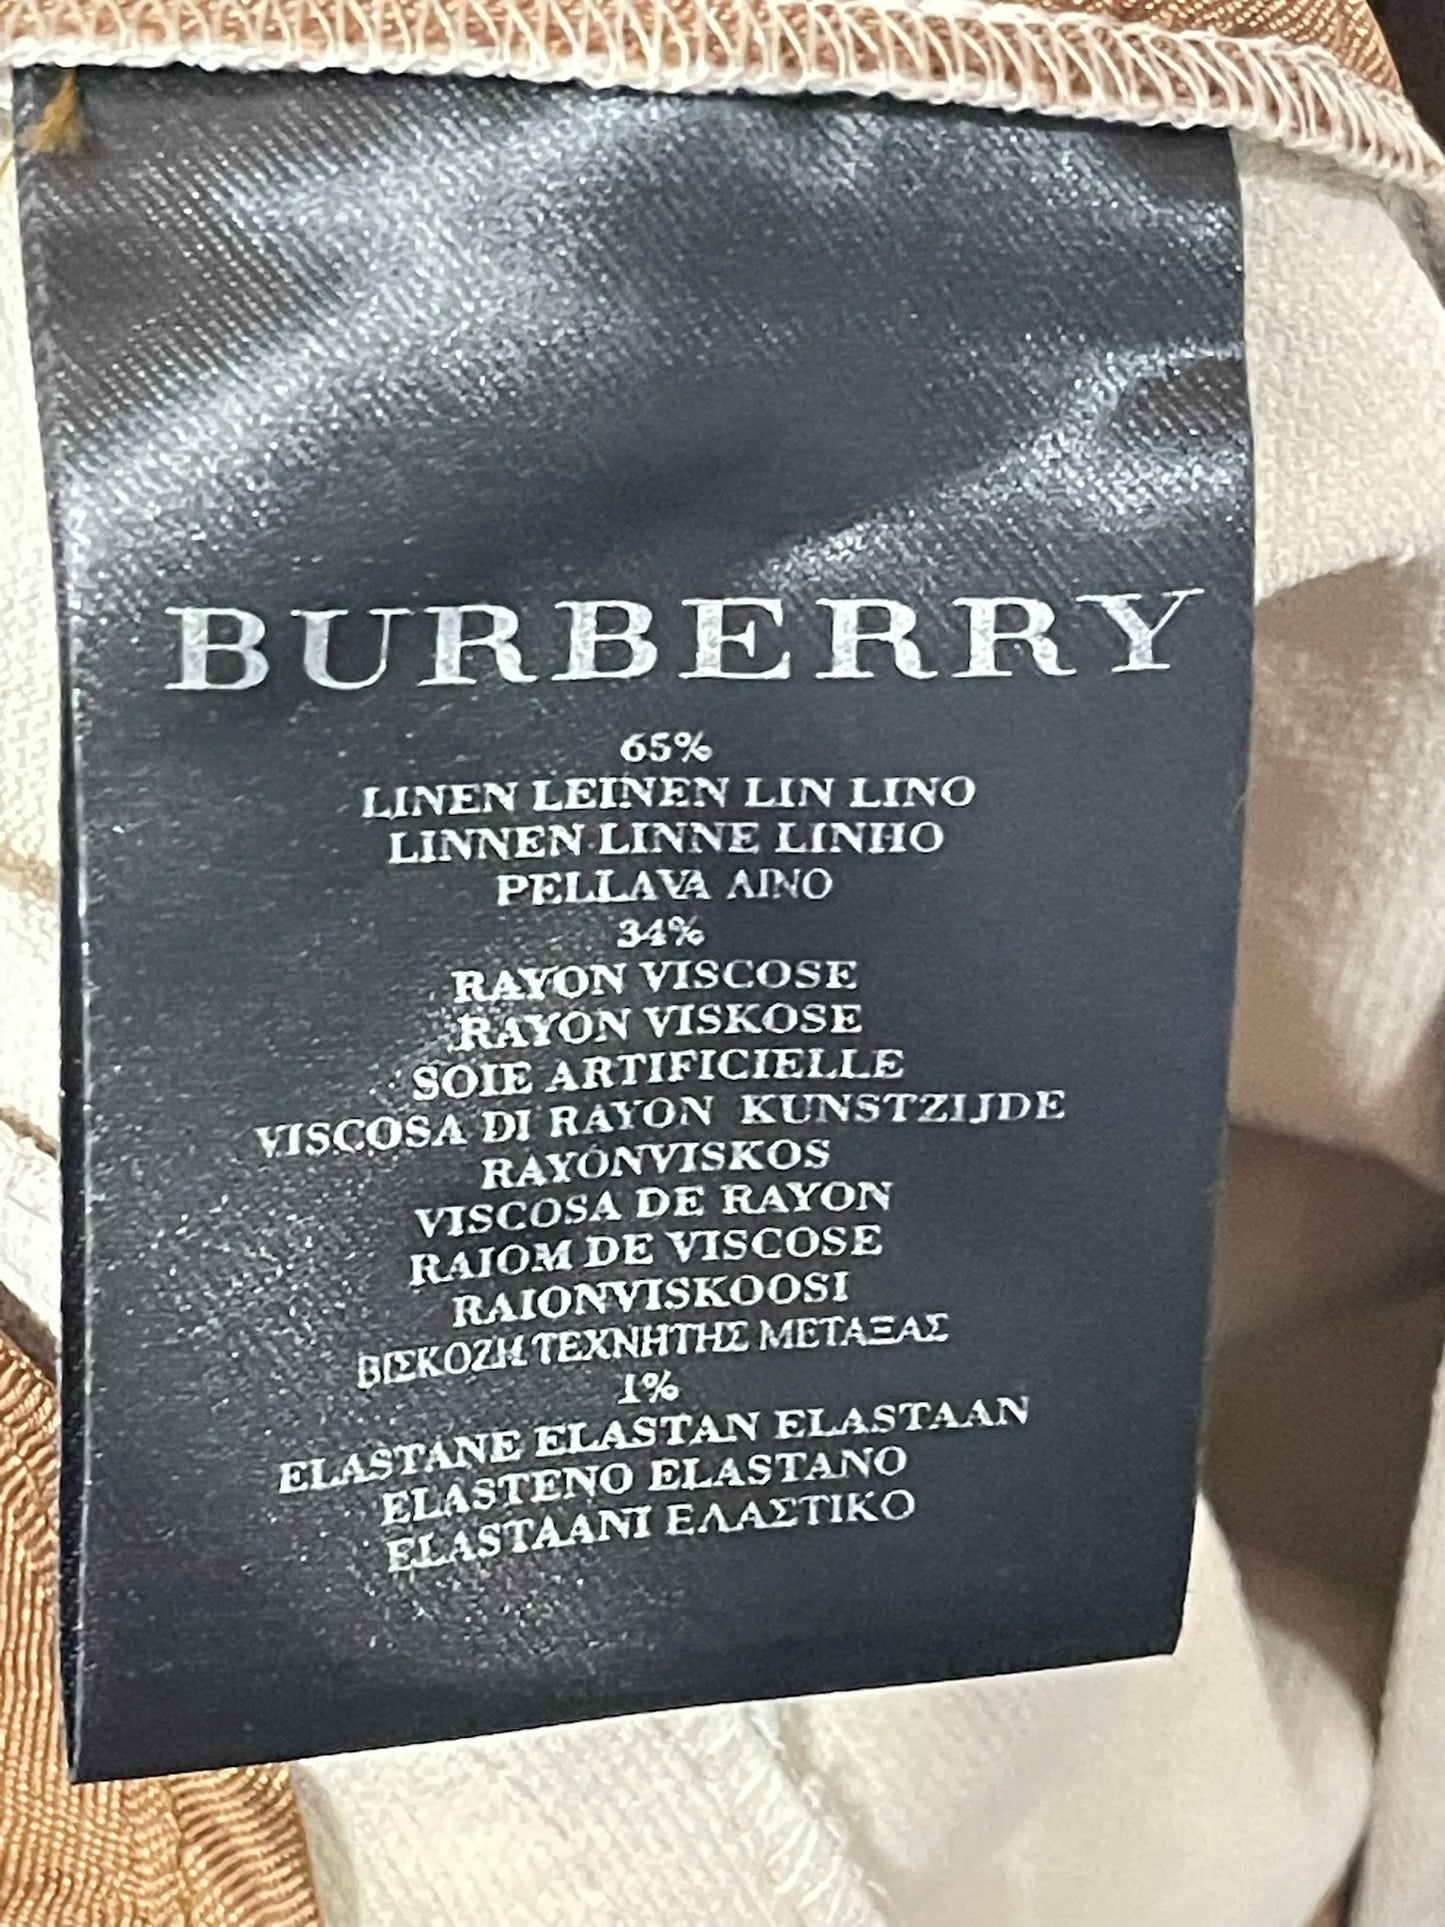 BURBERRY
65%
LINEN LEINEN LIN LINO
LINNEN LINNE LINHO
PELLAVA ΛΙΝΟ
34%
RAYON VISCOSE
RAYON VISKOSE
SOIE ARTIFICIELLE
VISCOSA DI RAYON KUNSTZIJDE
RAYONVISKOS
VISCOSA DE RAYON
RAIOM DE VISCOSE
RAIONVISKOOSI
ΒΙΣΚΟΖΗ ΤΕΧΝΗΤΗΣ ΜΕΤΑΞΑΣ
1%
ELASTANE ELASTAN ELASTAAN
ELASTENO ELASTANO
ELASTAANI ΕΛΑΣΤΙΚΟ